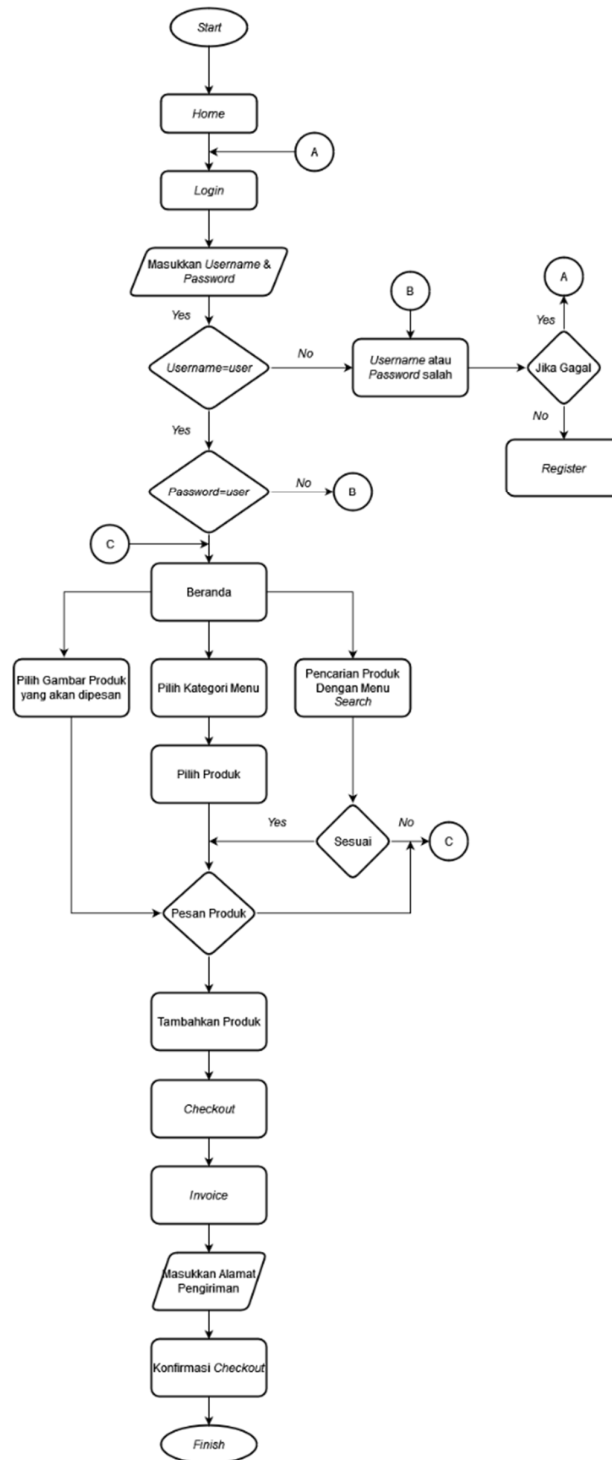 Start
Home
A
Login
Masukkan Username &
Password
Yes
Username=user
No
B
Username atau
Password salah
A
Yes
Jika Gagal
No
Register
Yes
Password=user
No
B
C
Beranda
Pilih Gambar Produk
yang akan dipesan
Pilih Kategori Menu
Pencarian Produk
Dengan Menu
Search
Pilih Produk
Yes
Sesuai
No
C
Pesan Produk
Tambahkan Produk
Checkout
Invoice
Masukkan Alamat
Pengiriman
Konfirmasi Checkout
Finish